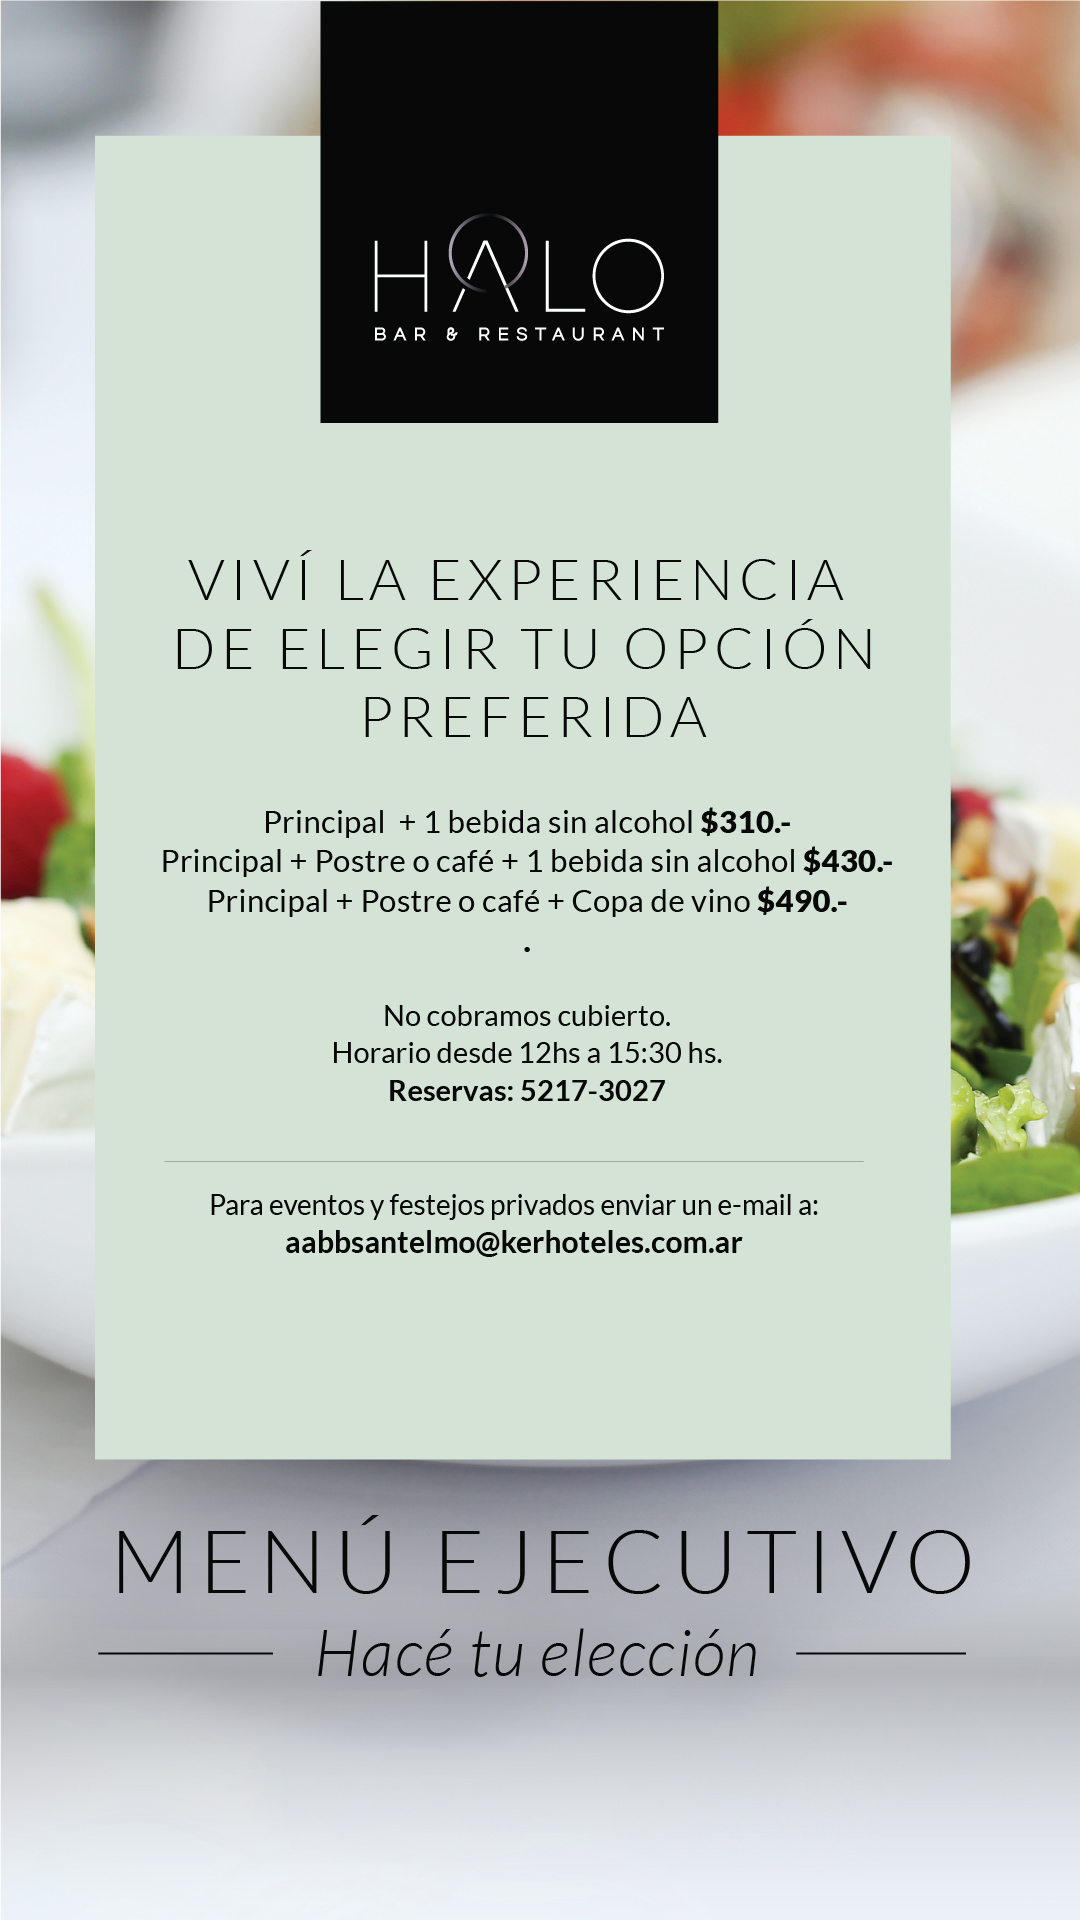 HALO
BAR & RESTAURANT
VIVÍ LA EXPERIENCIA
DE ELEGIR TU OPCIÓN
PREFERIDA
Principal + 1 bebida sin alcohol $310.-
Principal + Postre o café + 1 bebida sin alcohol $430.-
Principal + Postre o café + Copa de vino $490.-
.
No cobramos cubierto.
Horario desde 12hs a 15:30 hs.
Reservas: 5217-3027
Para eventos y festejos privados enviar un e-mail a:
aabbsantelmo@kerhoteles.com.ar
MENÚ EJECUTIVO
Hacé tu elección